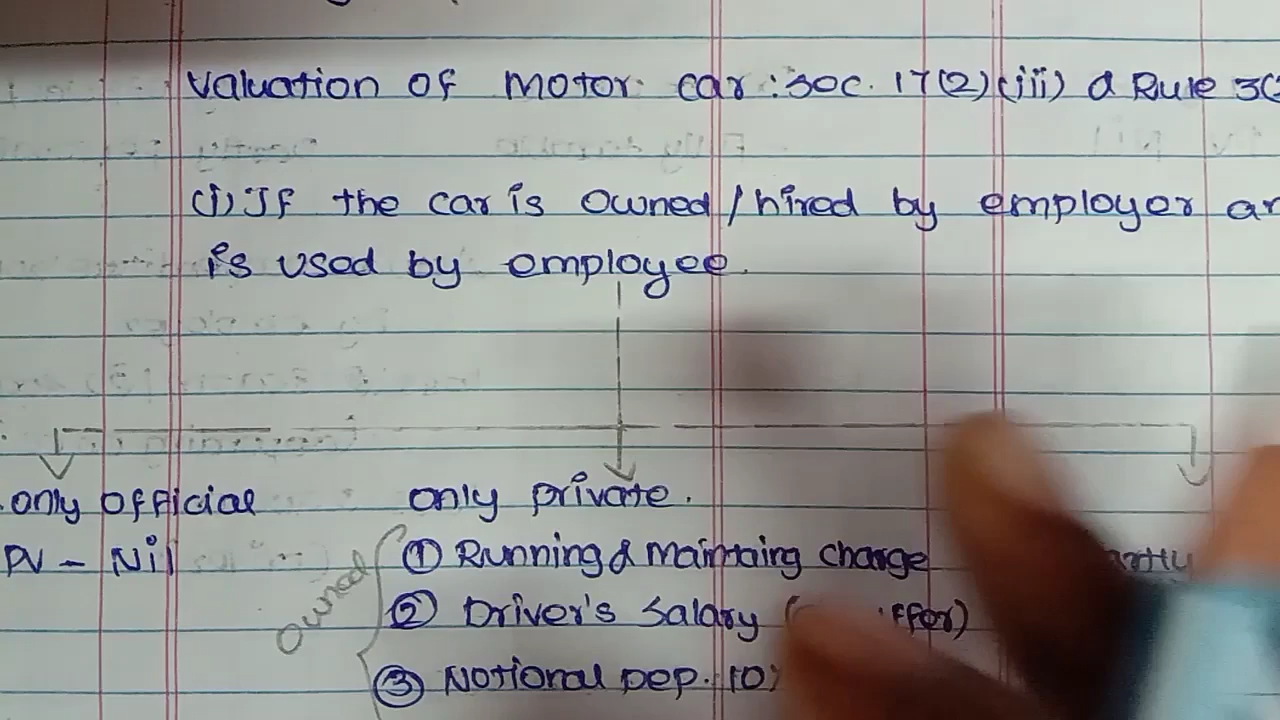 Valuation of Motor car : Sec. 17(2)(iii) & Rule 3(2
(i) If the car is owned/hired by employer an
is used by employee.
only official only private.
PV - Nil
Owned
① Running & maintaing charge
② Driver's Salary
③ Notional Dep. 10%